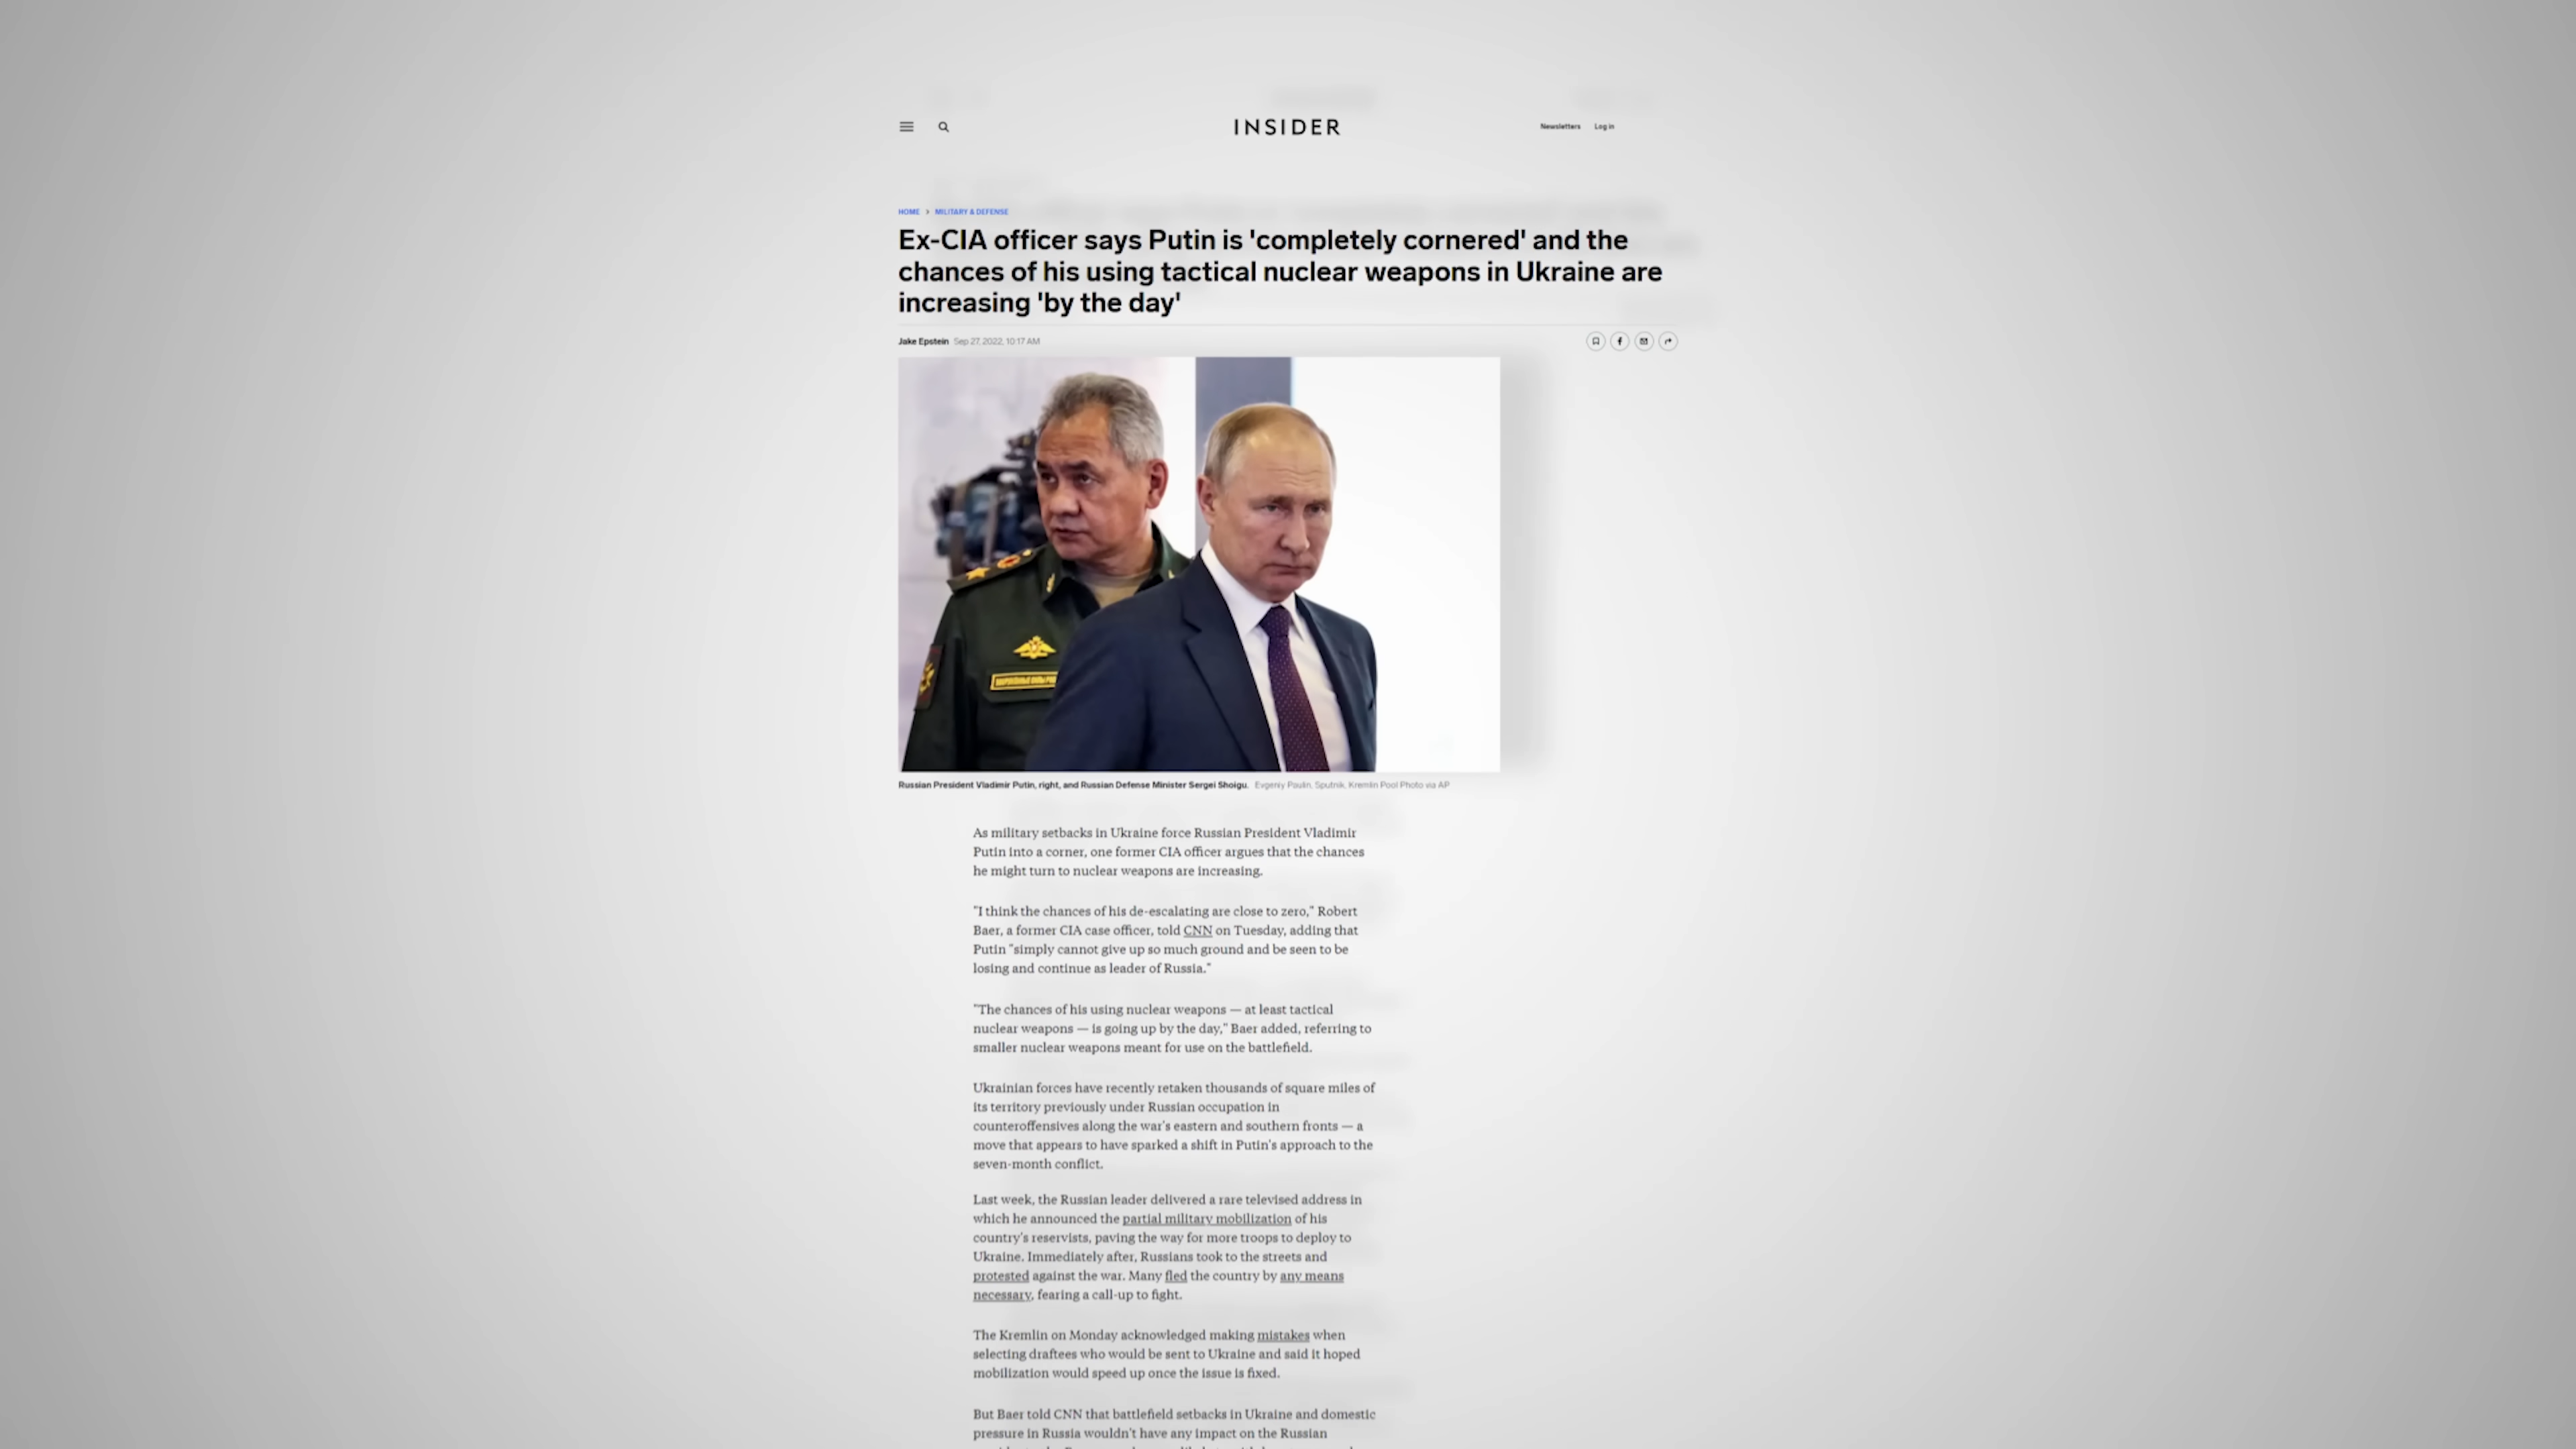 INSIDER
Newsletters Log in
HOME > MILITARY & DEFENSE
Ex-CIA officer says Putin is 'completely cornered' and the
chances of his using tactical nuclear weapons in Ukraine are
increasing 'by the day'
Jake Epstein Sep 27, 2022, 10:17 AM
Russian President Vladimir Putin, right, and Russian Defense Minister Sergei Shoigu. Evgeniy Paulin, Sputnik, Kremlin Pool Photo via AP
As military setbacks in Ukraine force Russian President Vladimir
Putin into a corner, one former CIA officer argues that the chances
he might turn to nuclear weapons are increasing.
"I think the chances of his de-escalating are close to zero," Robert
Baer, a former CIA case officer, told CNN on Tuesday, adding that
Putin "simply cannot give up so much ground and be seen to be
losing and continue as leader of Russia."
"The chances of his using nuclear weapons — at least tactical
nuclear weapons — is going up by the day," Baer added, referring to
smaller nuclear weapons meant for use on the battlefield.
Ukrainian forces have recently retaken thousands of square miles of
its territory previously under Russian occupation in
counteroffensives along the war's eastern and southern fronts — a
move that appears to have sparked a shift in Putin's approach to the
seven-month conflict.
Last week, the Russian leader delivered a rare televised address in
which he announced the partial military mobilization of his
country's reservists, paving the way for more troops to deploy to
Ukraine. Immediately after, Russians took to the streets and
protested against the war. Many fled the country by any means
necessary, fearing a call-up to fight.
The Kremlin on Monday acknowledged making mistakes when
selecting draftees who would be sent to Ukraine and said it hoped
mobilization would speed up once the issue is fixed.
But Baer told CNN that battlefield setbacks in Ukraine and domestic
pressure in Russia wouldn't have any impact on the Russian